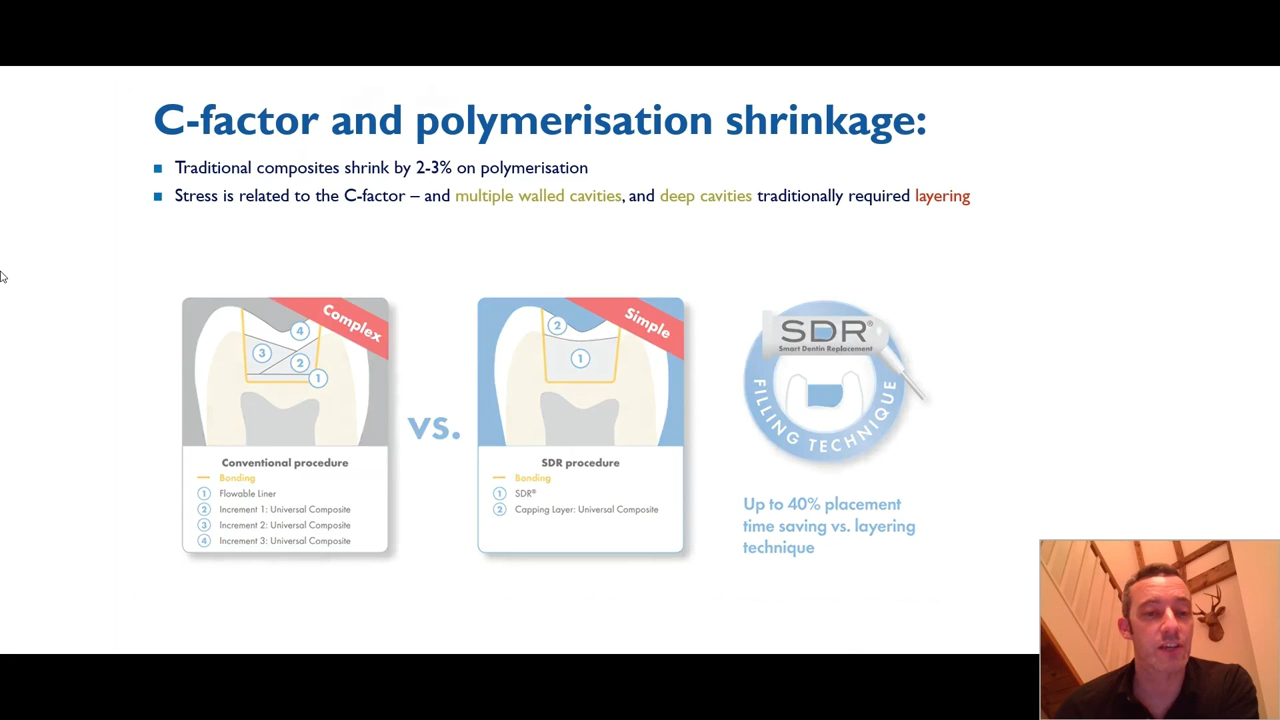 C-factor and polymerisation shrinkage:
Traditional composites shrink by 2-3% on polymerisation
Stress is related to the C-factor – and multiple walled cavities, and deep cavities traditionally required layering
Complex
4
3
2
1
Conventional procedure
Bonding
1 Flowable Liner
2 Increment 1: Universal Composite
3 Increment 2: Universal Composite
4 Increment 3: Universal Composite
vs.
Simple
2
1
SDR procedure
Bonding
1 SDR®
2 Capping Layer: Universal Composite
SDR®
Smart Dentin Replacement
FILLING TECHNIQUE
Up to 40% placement
time saving vs. layering
technique